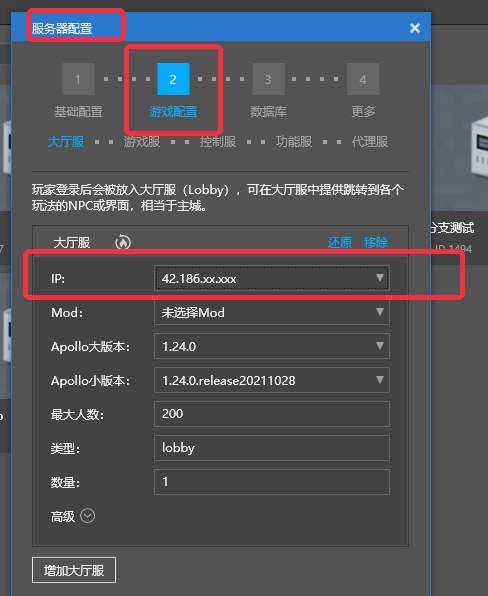 服务器配置
1 2 3 4
基础配置 游戏配置 数据库 更多
大厅服 游戏服 控制服 功能服 代理服
玩家登录后会被放入大厅服（Lobby），可在大厅服中提供跳转到各个
玩法的NPC或界面，相当于主城。
分支测试
大厅服 还原 移除
ID 1494
IP: 42.186.xx.xxx
Mod: 未选择Mod
Apollo大版本: 1.24.0
Apollo小版本: 1.24.0.release20211028
最大人数: 200
类型: lobby
数量: 1
高级
增加大厅服